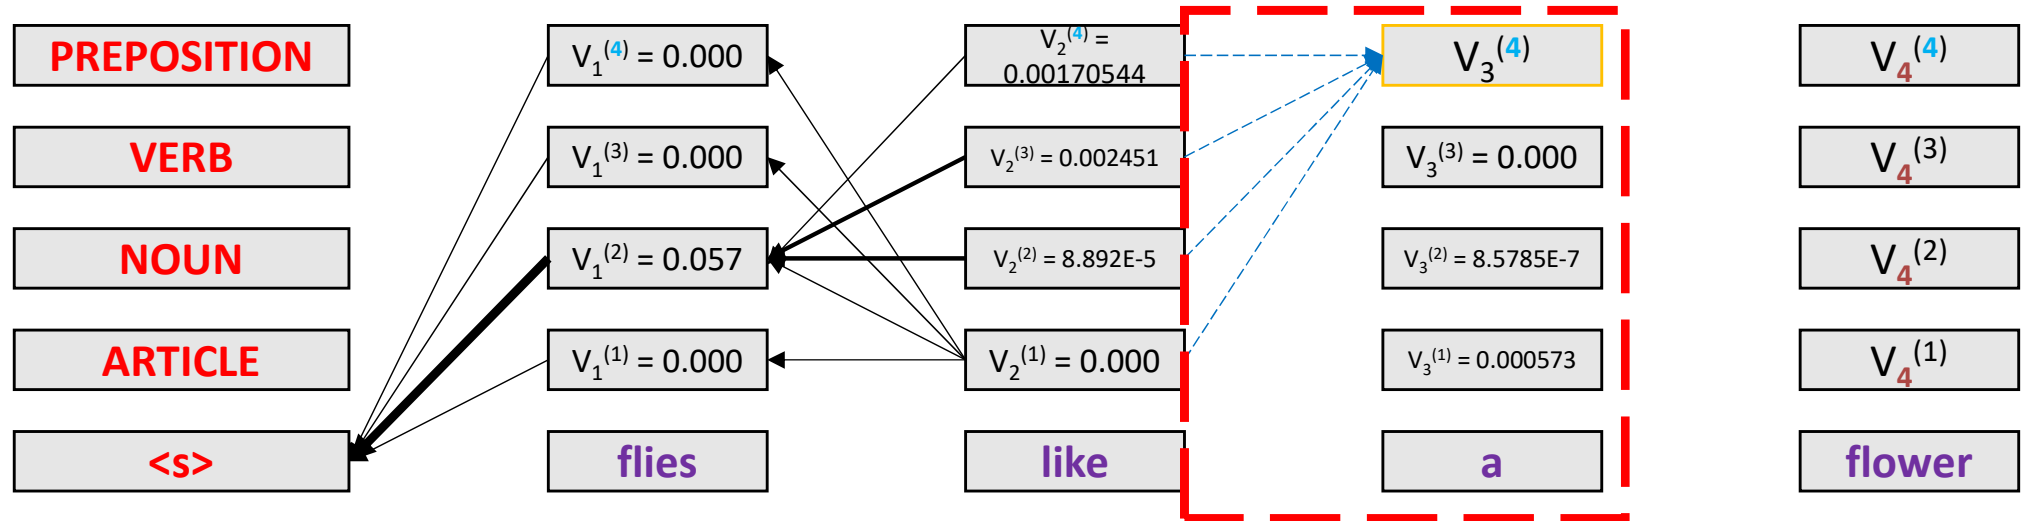 PREPOSITION V₁⁽⁴⁾ = 0.000 V₂⁽⁴⁾ = 0.00170544 V₃⁽⁴⁾ V₄⁽⁴⁾
VERB V₁⁽³⁾ = 0.000 V₂⁽³⁾ = 0.002451 V₃⁽³⁾ = 0.000 V₄⁽³⁾
NOUN V₁⁽²⁾ = 0.057 V₂⁽²⁾ = 8.892E-5 V₃⁽²⁾ = 8.5785E-7 V₄⁽²⁾
ARTICLE V₁⁽¹⁾ = 0.000 V₂⁽¹⁾ = 0.000 V₃⁽¹⁾ = 0.000573 V₄⁽¹⁾
<s> flies like a flower